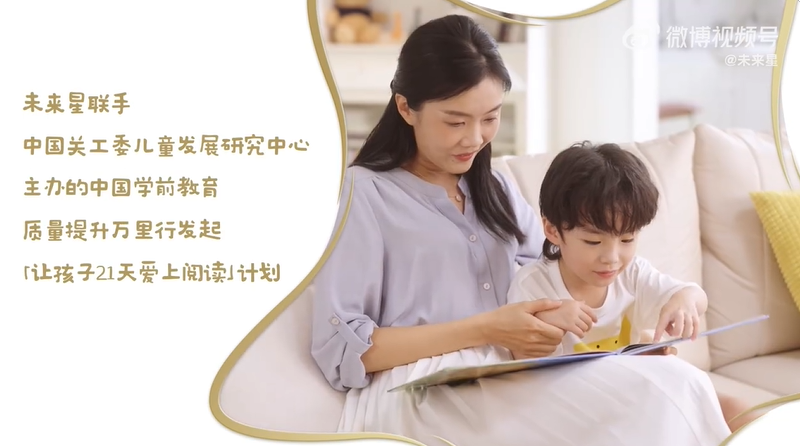 微博视频号
@未来星
未来星联手
中国关工委儿童发展研究中心
主办的中国学前教育
质量提升万里行发起
「让孩子21天爱上阅读」计划